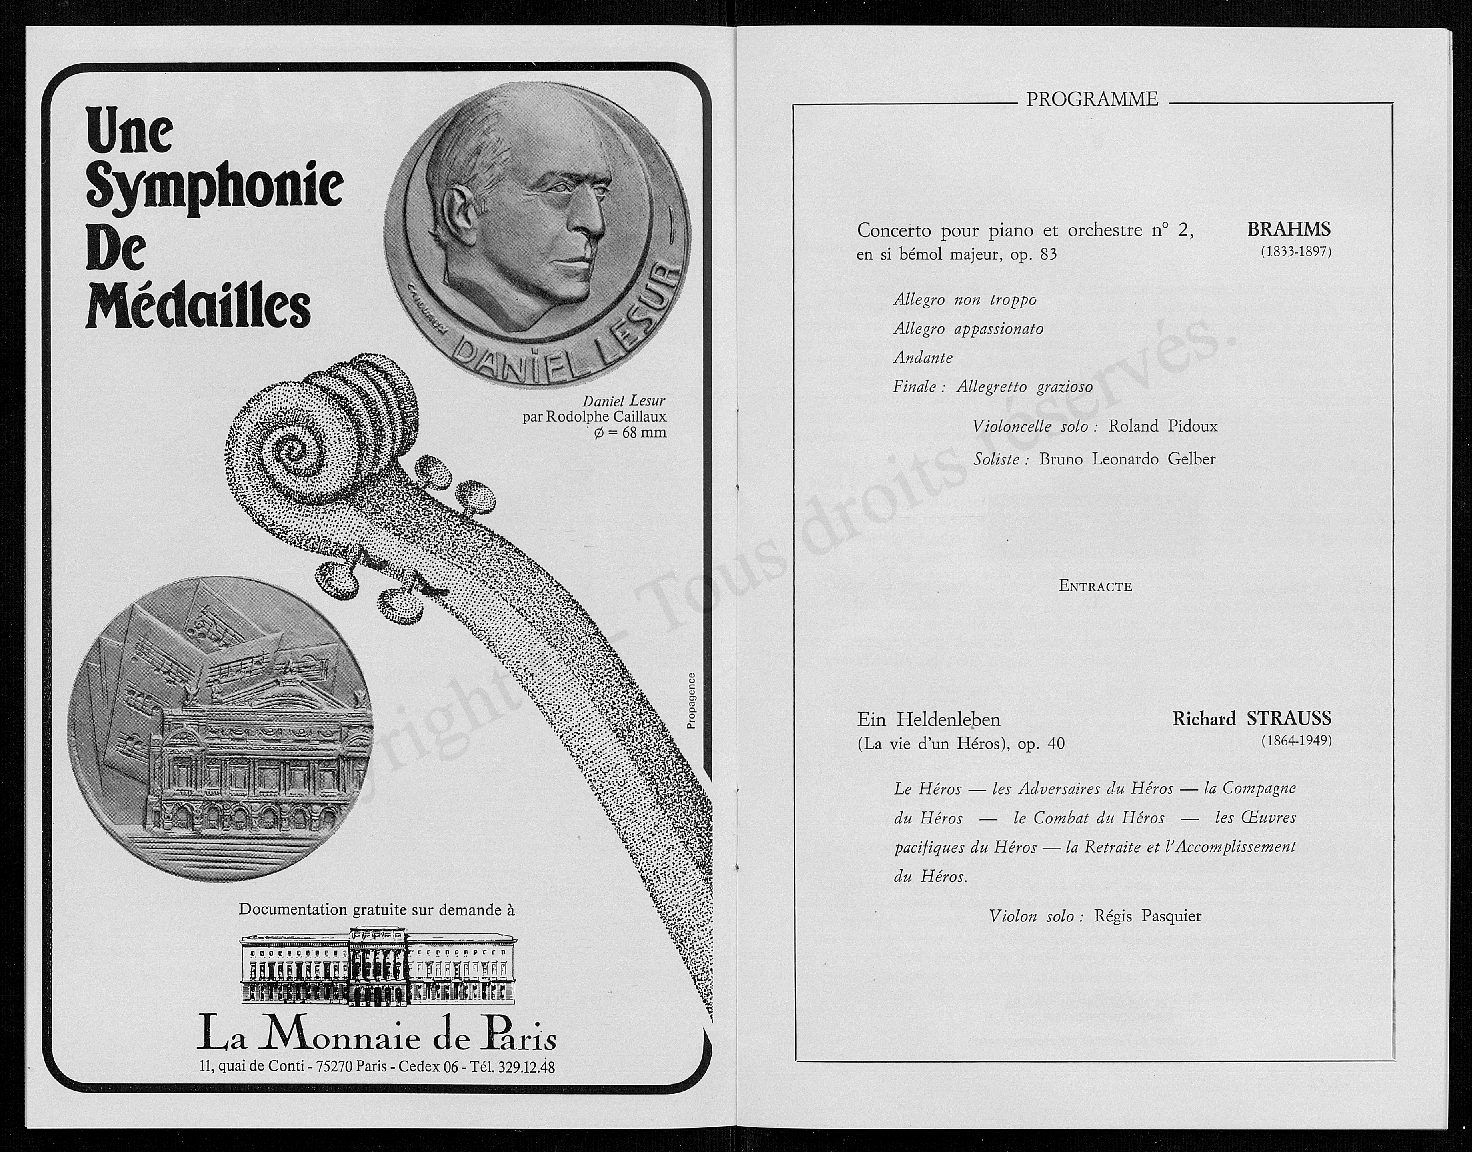 Une
Symphonie
De
Médailles
DANIEL LESUR
Daniel Lesur
par Rodolphe Caillaux
Ø = 68 mm
Propagence
Documentation gratuite sur demande à
La Monnaie de Paris
11, quai de Conti - 75270 Paris - Cedex 06 - Tél. 329.12.48
PROGRAMME
Concerto pour piano et orchestre n° 2, BRAHMS
en si bémol majeur, op. 83 (1833-1897)
Allegro non troppo
Allegro appassionato
Andante
Finale : Allegretto grazioso
Violoncelle solo : Roland Pidoux
Soliste : Bruno Leonardo Gelber
ENTRACTE
Ein Heldenleben Richard STRAUSS
(La vie d'un Héros), op. 40 (1864-1949)
Le Héros — les Adversaires du Héros — la Compagne
du Héros — le Combat du Héros — les Œuvres
pacifiques du Héros — la Retraite et l'Accomplissement
du Héros.
Violon solo : Régis Pasquier
- Tous droits réservés.